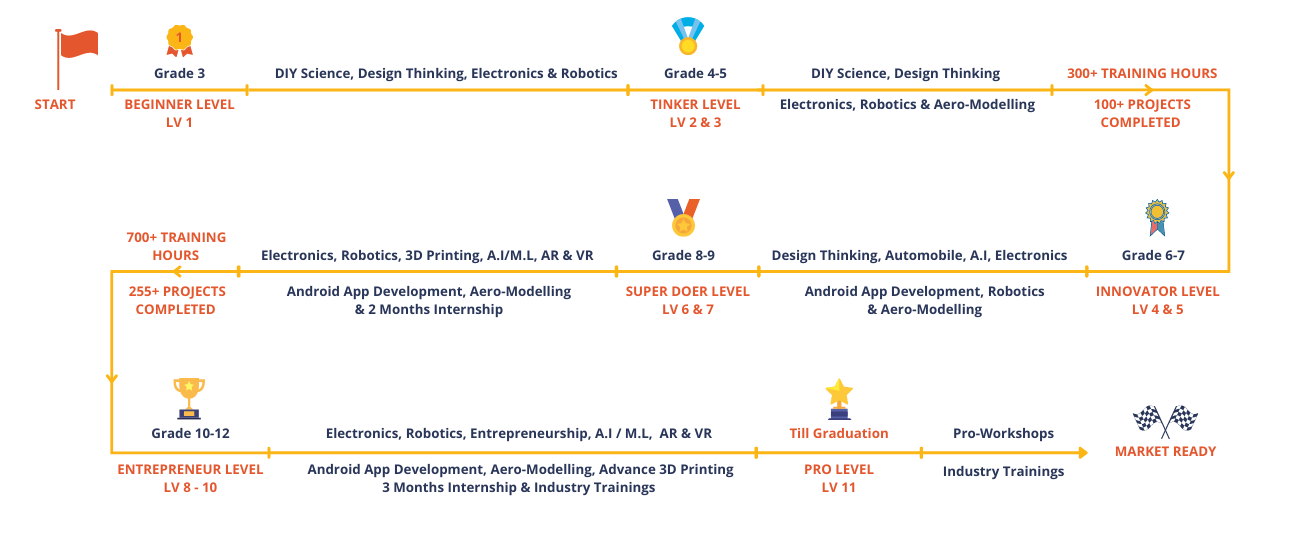 START
1
Grade 3
BEGINNER LEVEL
LV 1
DIY Science, Design Thinking, Electronics & Robotics
Grade 4-5
TINKER LEVEL
LV 2 & 3
DIY Science, Design Thinking
Electronics, Robotics & Aero-Modelling
300+ TRAINING HOURS
100+ PROJECTS
COMPLETED
Grade 6-7
INNOVATOR LEVEL
LV 4 & 5
Design Thinking, Automobile, A.I, Electronics
Android App Development, Robotics
& Aero-Modelling
Grade 8-9
SUPER DOER LEVEL
LV 6 & 7
Electronics, Robotics, 3D Printing, A.I/M.L, AR & VR
Android App Development, Aero-Modelling
& 2 Months Internship
700+ TRAINING
HOURS
255+ PROJECTS
COMPLETED
Grade 10-12
ENTREPRENEUR LEVEL
LV 8 - 10
Electronics, Robotics, Entrepreneurship, A.I / M.L, AR & VR
Android App Development, Aero-Modelling, Advance 3D Printing
3 Months Internship & Industry Trainings
Till Graduation
PRO LEVEL
LV 11
Pro-Workshops
Industry Trainings
MARKET READY